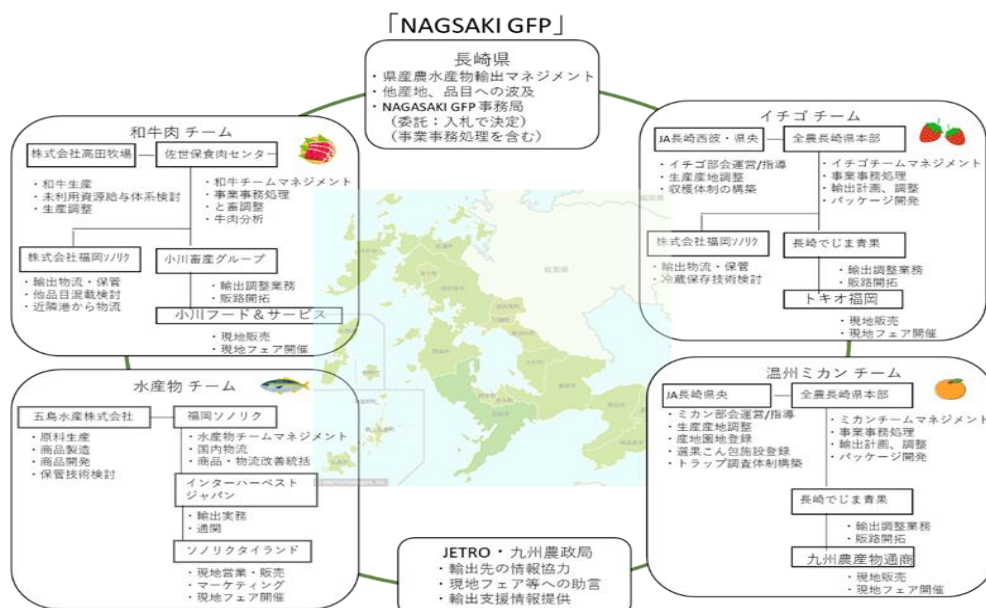 「NAGSAKI GFP」
長崎県
・県産農水産物輸出マネジメント
・他産地、品目への波及
・NAGASAKI GFP 事務局
(委託：入札で決定)
(事業事務処理を含む)
和牛肉 チーム
株式会社高田牧場
佐世保食肉センター
・和牛生産
・未利用資源給与体系検討
・生産調整
・和牛チームマネジメント
・事業事務処理
・と畜調整
・牛肉分析
株式会社福岡ソノリク
小川畜産グループ
・輸出物流・保管
・他品目混載検討
・近隣港から物流
・輸出調整業務
・販路開拓
小川フード＆サービス
・現地販売
・現地フェア開催
イチゴ チーム
JA長崎西彼・県央
全農長崎県本部
・イチゴ部会運営/指導
・生産産地調整
・収穫体制の構築
・イチゴチームマネジメント
・事業事務処理
・輸出計画、調整
・パッケージ開発
株式会社福岡ソノリク
長崎でじま青果
・輸出物流・保管
・冷蔵保存技術検討
・輸出調整業務
・販路開拓
トキオ福岡
・現地販売
・現地フェア開催
水産物 チーム
五島水産株式会社
福岡ソノリク
・原料生産
・商品製造
・商品開発
・保管技術検討
・水産物チームマネジメント
・国内物流
・商品・物流改善統括
インターハーベスト
ジャパン
・輸出実務
・通関
ソノリクタイランド
・現地営業・販売
・マーケティング
・現地フェア開催
温州ミカン チーム
JA長崎県央
全農長崎県本部
・ミカン部会運営/指導
・生産産地調整
・産地園地登録
・選果こん包施設登録
・トラップ調査体制構築
・ミカンチームマネジメント
・事業事務処理
・輸出計画、調整
・パッケージ開発
長崎でじま青果
・輸出調整業務
・販路開拓
九州農産物通商
・現地販売
・現地フェア開催
JETRO・九州農政局
・輸出先の情報協力
・現地フェア等への助言
・輸出支援情報提供